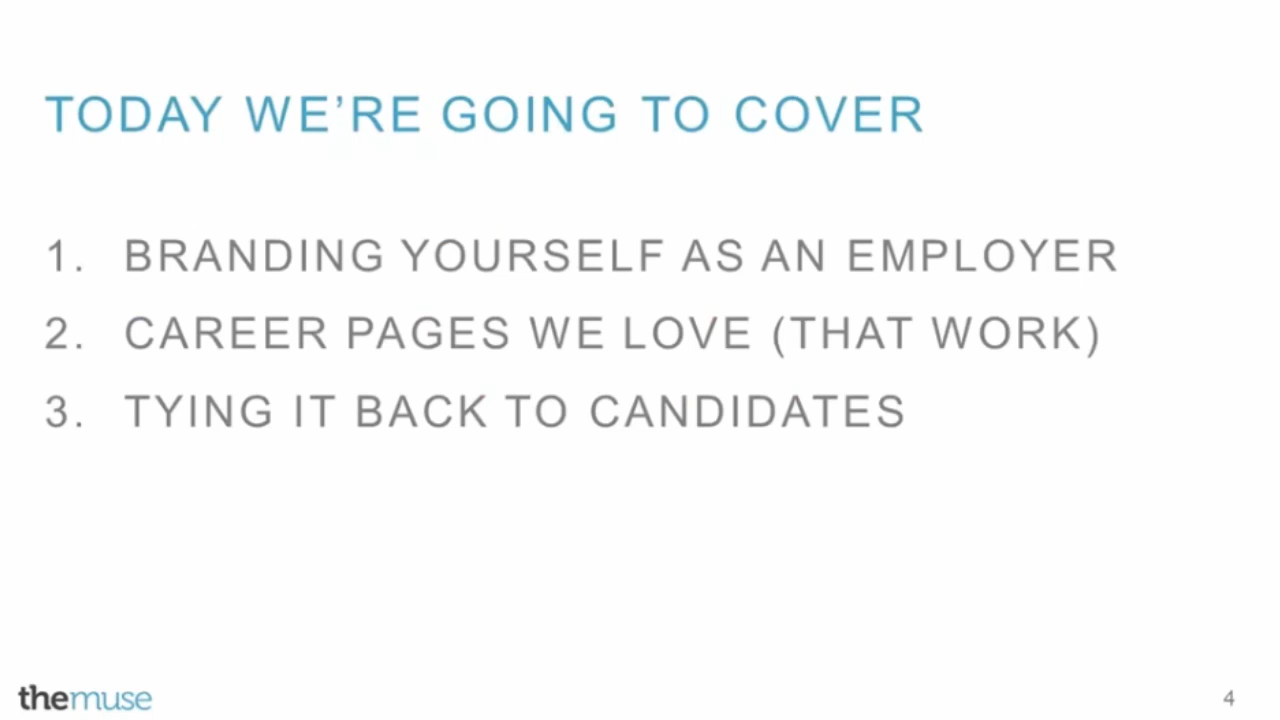 TODAY WE’RE GOING TO COVER
1. BRANDING YOURSELF AS AN EMPLOYER
2. CAREER PAGES WE LOVE (THAT WORK)
3. TYING IT BACK TO CANDIDATES
themuse
4